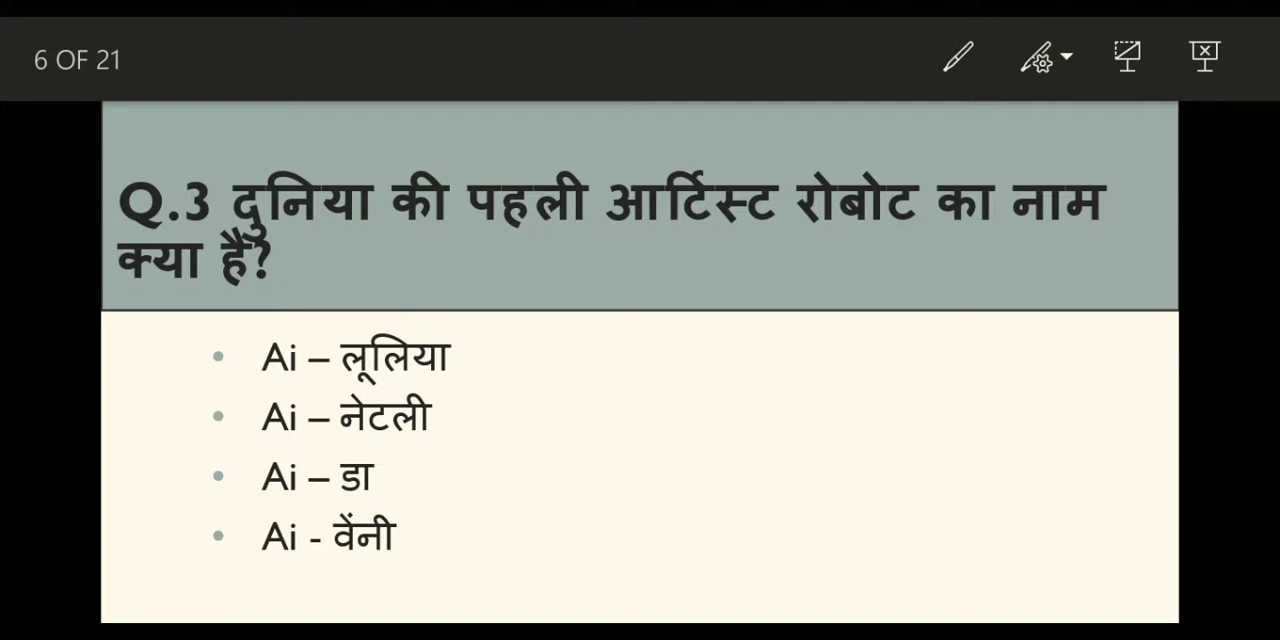 6 OF 21
Q.3 दुनिया की पहली आर्टिस्ट रोबोट का नाम
क्या हैं?
Ai – लूलिया
Ai – नेटली
Ai – डा
Ai - वेंनी